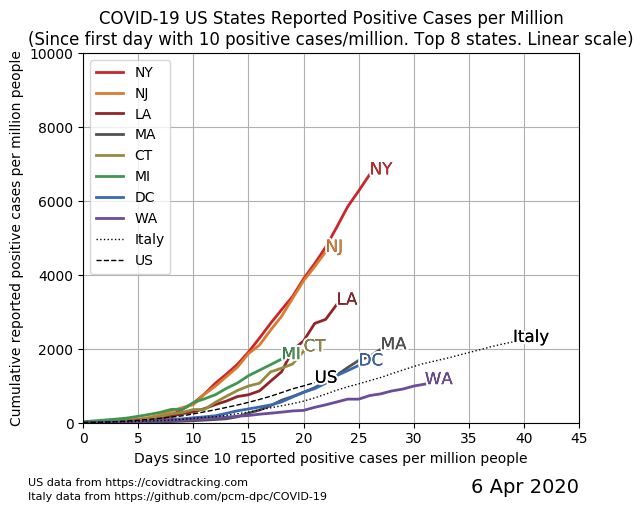 COVID-19 US States Reported Positive Cases per Million
(Since first day with 10 positive cases/million. Top 8 states. Linear scale)
Cumulative reported positive cases per million people
10000
8000
6000
4000
2000
0
NY
NJ
LA
MA
CT
MI
DC
WA
Italy
US
NY
NJ
LA
MI
CT
MA
DC
US
Italy
WA
0 5 10 15 20 25 30 35 40 45
Days since 10 reported positive cases per million people
US data from https://covidtracking.com
Italy data from https://github.com/pcm-dpc/COVID-19
6 Apr 2020